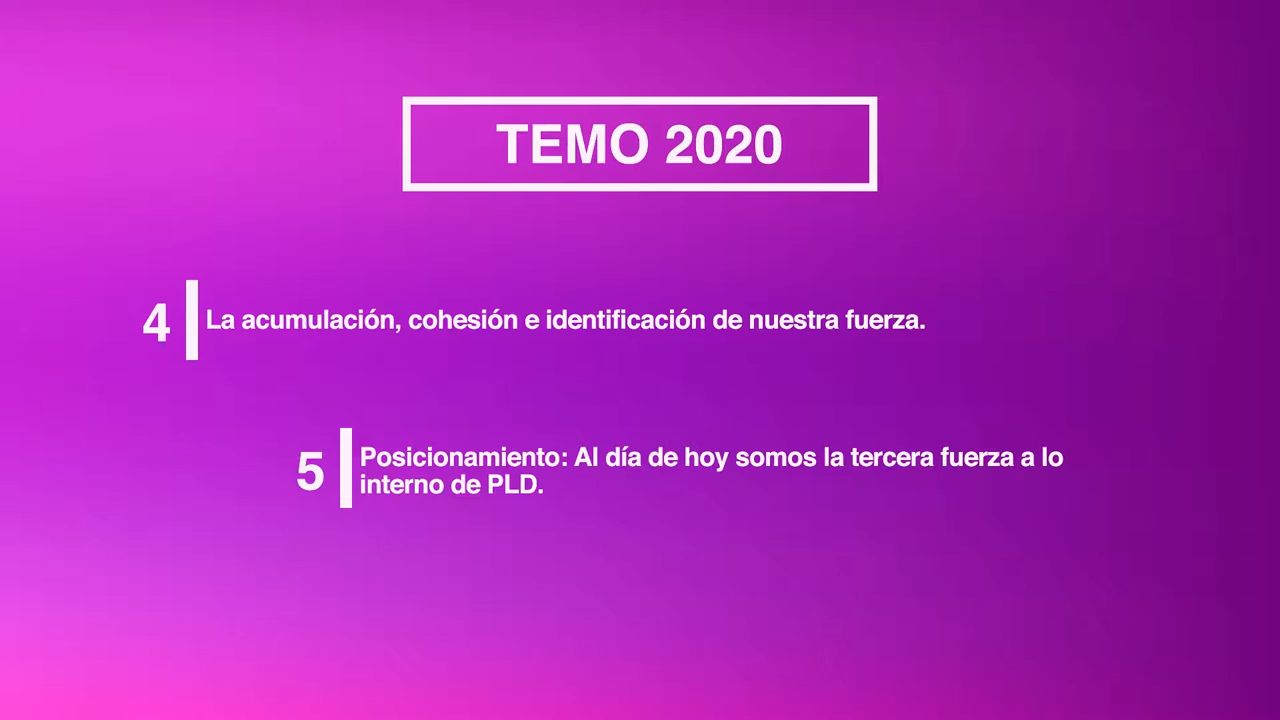 TEMO 2020
4
La acumulación, cohesión e identificación de nuestra fuerza.
5
Posicionamiento: Al día de hoy somos la tercera fuerza a lo
interno de PLD.